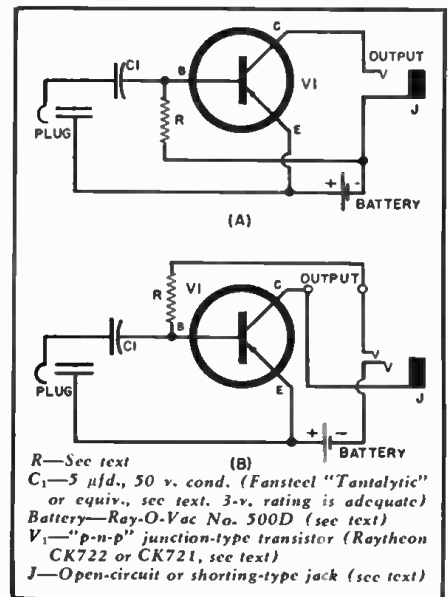 C
C1
B
V1
OUTPUT
V
PLUG
R
J
E
+ -
BATTERY
(A)
OUTPUT
R
V1
C
C1
B
V
V
PLUG
J
E
+ -
BATTERY
(B)
R—See text
C₁—5 µfd., 50 v. cond. (Fansteel "Tantalytic"
or equiv., see text. 3-v. rating is adequate)
Battery—Ray-O-Vac No. 500D (see text)
V₁—"p-n-p" junction-type transistor (Raytheon
CK722 or CK721, see text)
J—Open-circuit or shorting-type jack (see text)